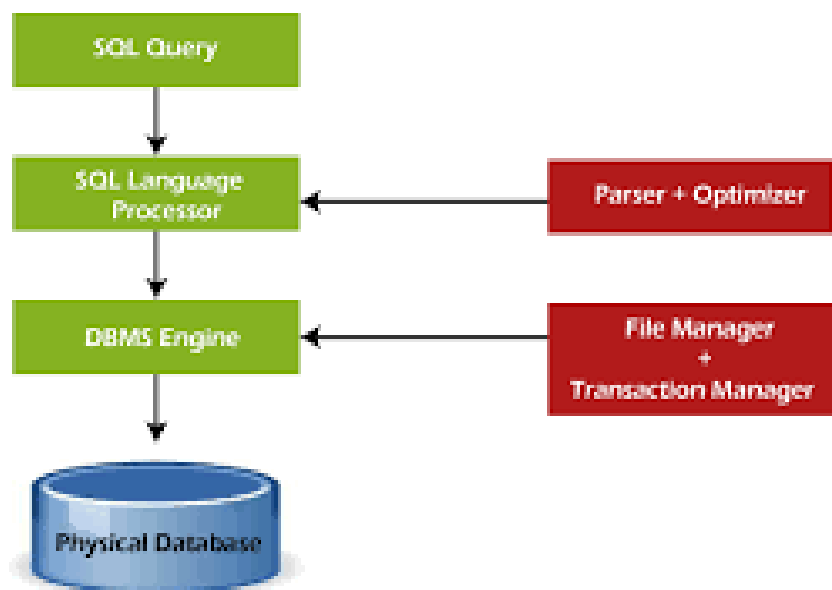 SQL Query
SQL Language
Processor
Parser + Optimizer
DBMS Engine
File Manager
+
Transaction Manager
Physical Database